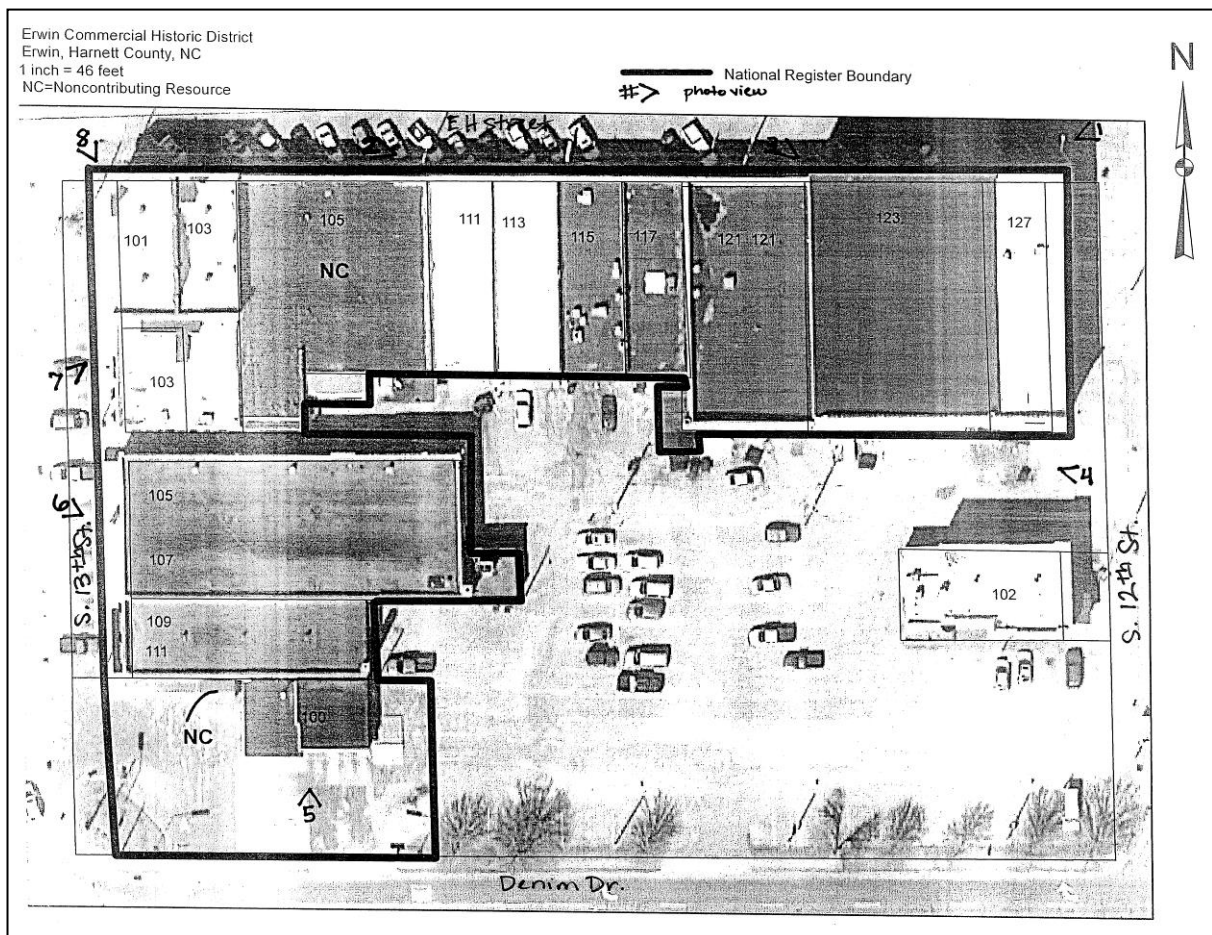 Erwin Commercial Historic District
Erwin, Harnett County, NC
1 inch = 46 feet
NC=Noncontributing Resource
National Register Boundary
#> photo view
N
E H Street
8
1
101
103
105
NC
111
113
115
117
121
121
123
127
103
7
6
S. 13th St.
105
107
109
111
NC
100
5
4
102
S. 12th St.
Denim Dr.